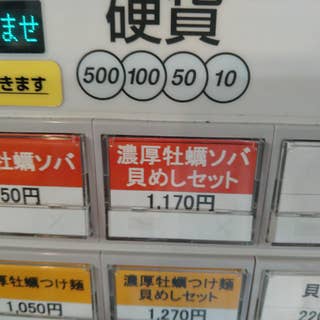 ません
硬貨
きます
500 100 50 10
牡蠣ソバ
50円
濃厚牡蠣ソバ
貝めしセット
1,170円
厚牡蠣つけ麺
1,050円
濃厚牡蠣つけ麺
貝めしセット
1,270円
貝
220